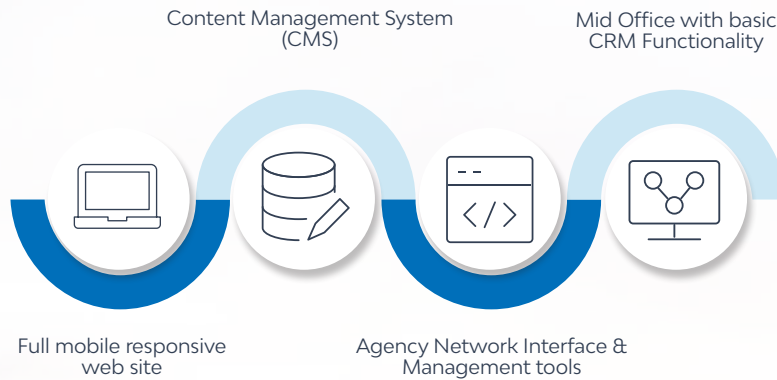 Content Management System
(CMS)
Mid Office with basic
CRM Functionality
Full mobile responsive
web site
Agency Network Interface &
Management tools